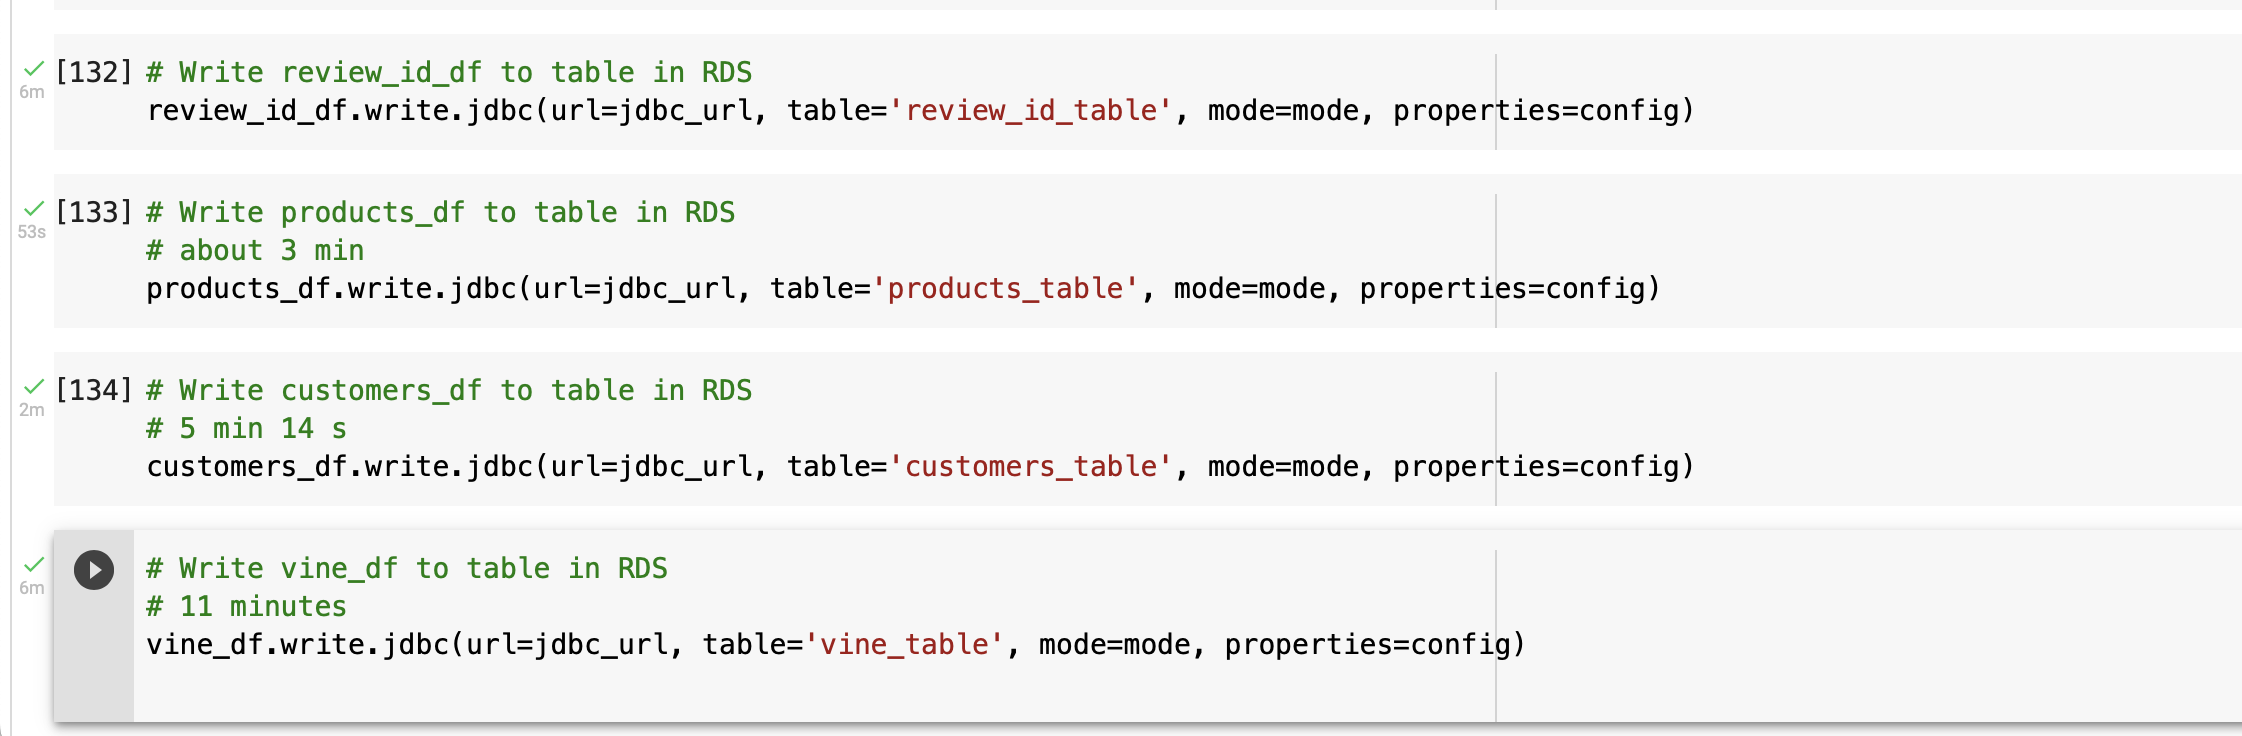 [132] # Write review_id_df to table in RDS
6m
review_id_df.write.jdbc(url=jdbc_url, table='review_id_table', mode=mode, properties=config)
[133] # Write products_df to table in RDS
53s
# about 3 min
products_df.write.jdbc(url=jdbc_url, table='products_table', mode=mode, properties=config)
[134] # Write customers_df to table in RDS
2m
# 5 min 14 s
customers_df.write.jdbc(url=jdbc_url, table='customers_table', mode=mode, properties=config)
# Write vine_df to table in RDS
6m
# 11 minutes
vine_df.write.jdbc(url=jdbc_url, table='vine_table', mode=mode, properties=config)